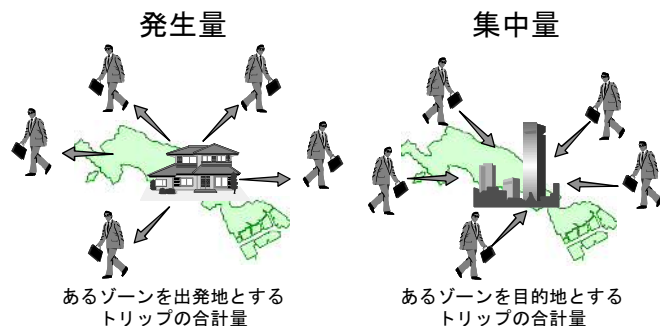 発生量
集中量
あるゾーンを出発地とする
トリップの合計量
あるゾーンを目的地とする
トリップの合計量